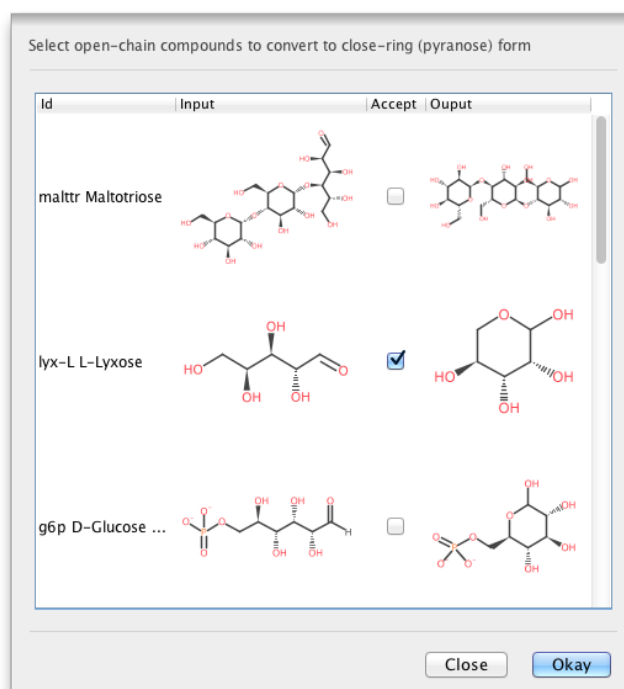 Select open-chain compounds to convert to close-ring (pyranose) form
Id Input Accept Ouput
malttr Maltotriose
lyx-L L-Lyxose
HO OH OH OH O
O OH OH OH HO
g6p D-Glucose ...
O⁻ O⁻ P O O OH OH OH OH O H
OH OH O OH OH O P O O⁻ O⁻
Close Okay